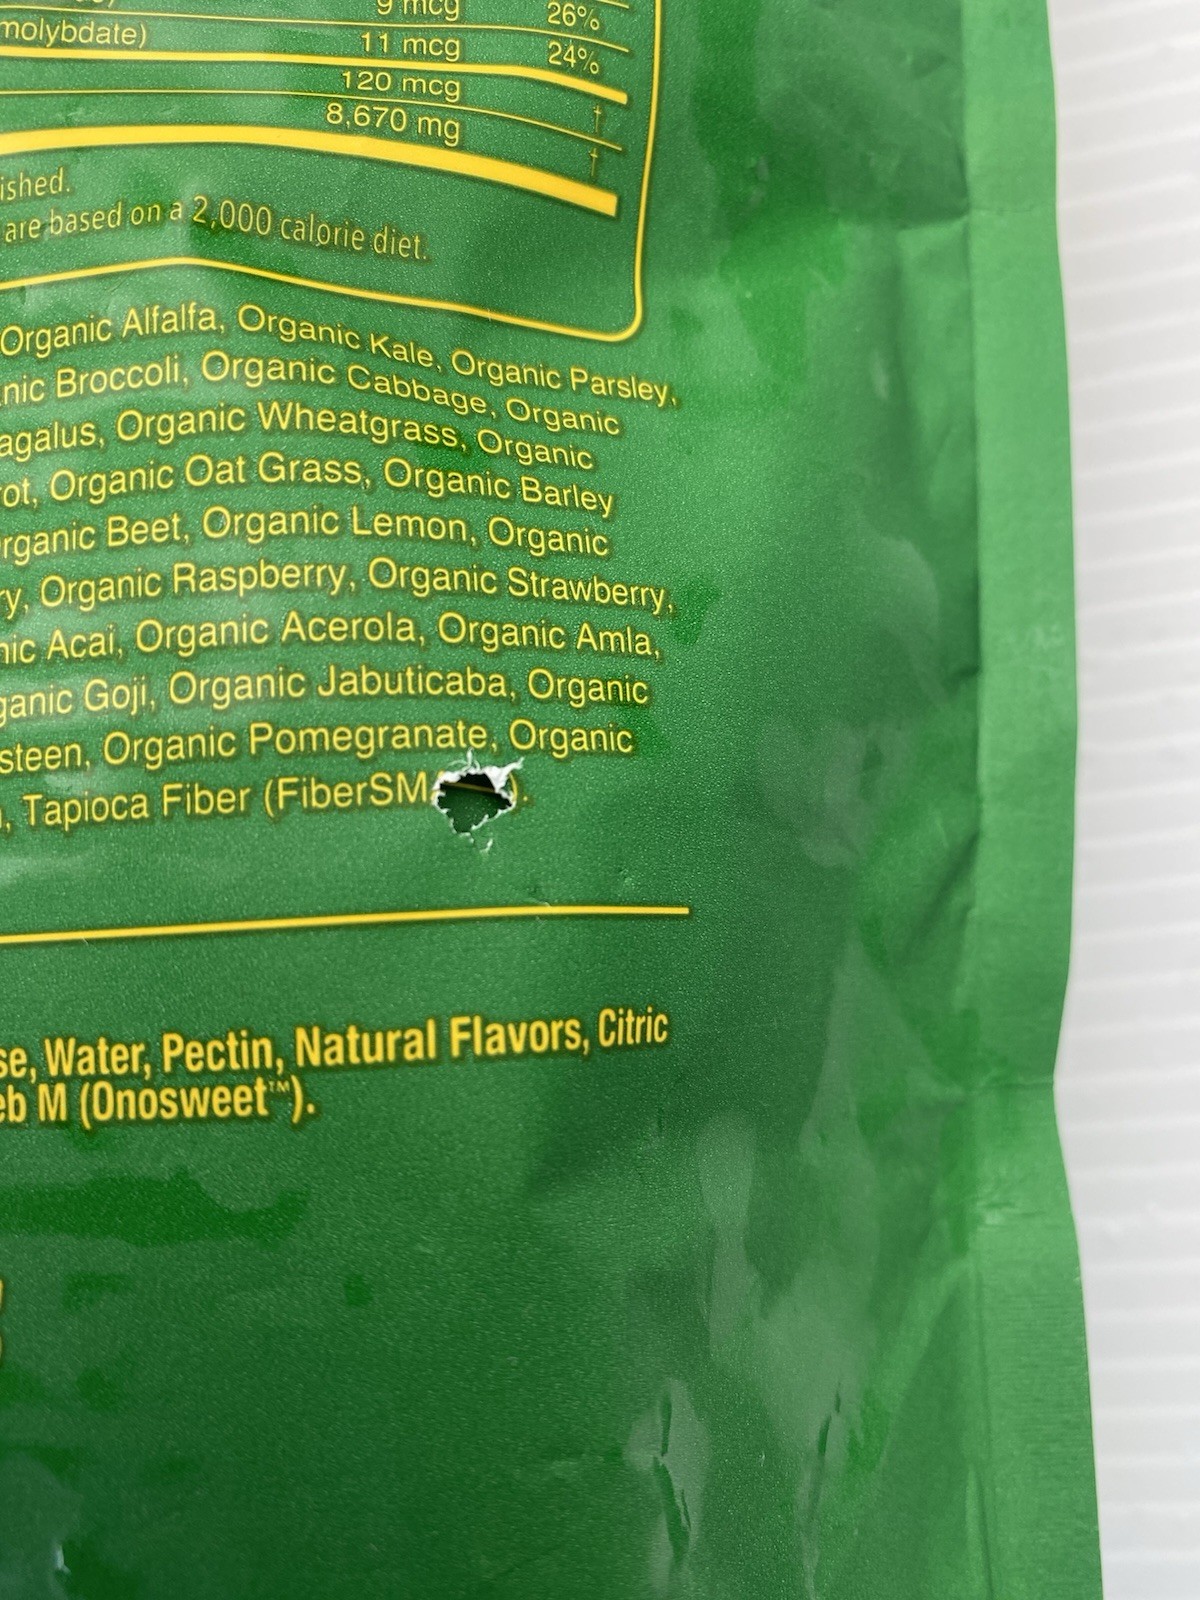 9 mcg 26%
molybdate) 11 mcg 24%
120 mcg †
8,670 mg †
ished.
are based on a 2,000 calorie diet.
Organic Alfalfa, Organic Kale, Organic Parsley,
nic Broccoli, Organic Cabbage, Organic
agalus, Organic Wheatgrass, Organic
ot, Organic Oat Grass, Organic Barley
rganic Beet, Organic Lemon, Organic
ry, Organic Raspberry, Organic Strawberry,
nic Acai, Organic Acerola, Organic Amla,
ganic Goji, Organic Jabuticaba, Organic
steen, Organic Pomegranate, Organic
, Tapioca Fiber (FiberSM ).
se, Water, Pectin, Natural Flavors, Citric
eb M (Onosweet™).